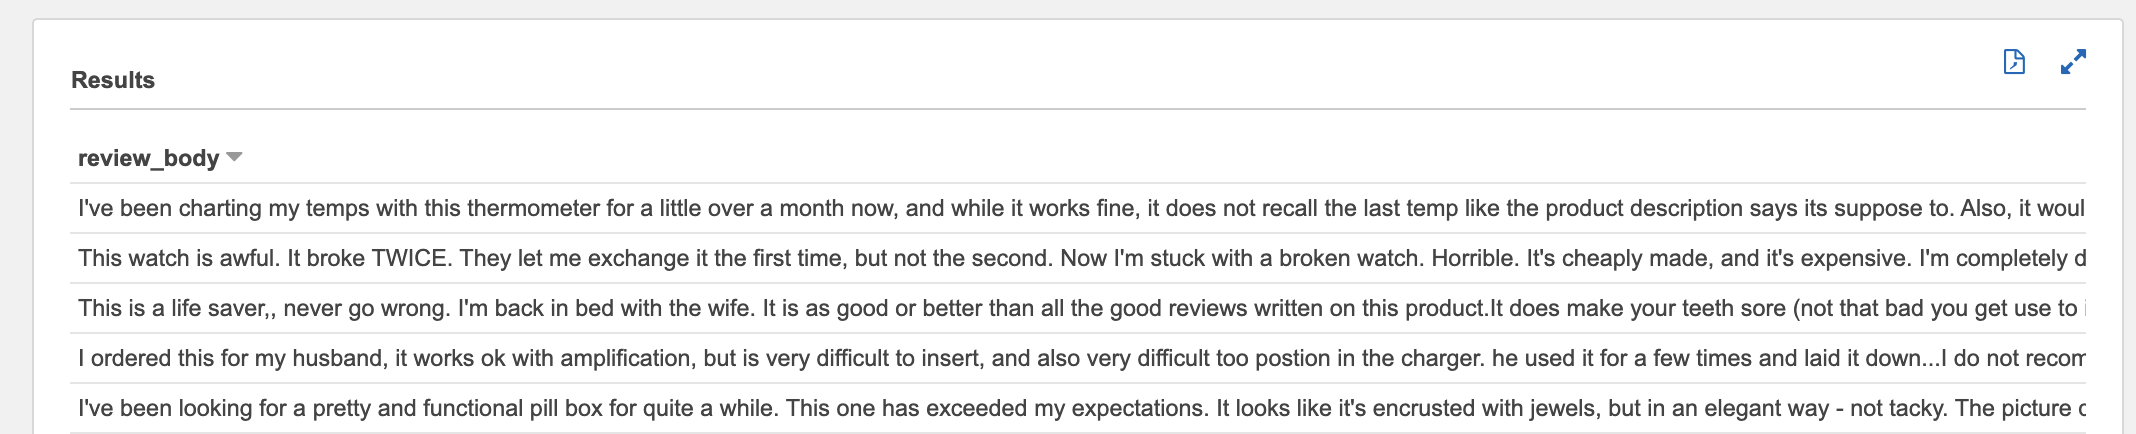 Results
review_body
I've been charting my temps with this thermometer for a little over a month now, and while it works fine, it does not recall the last temp like the product description says its suppose to. Also, it woul
This watch is awful. It broke TWICE. They let me exchange it the first time, but not the second. Now I'm stuck with a broken watch. Horrible. It's cheaply made, and it's expensive. I'm completely d
This is a life saver,, never go wrong. I'm back in bed with the wife. It is as good or better than all the good reviews written on this product.It does make your teeth sore (not that bad you get use to i
I ordered this for my husband, it works ok with amplification, but is very difficult to insert, and also very difficult too postion in the charger. he used it for a few times and laid it down...I do not recom
I've been looking for a pretty and functional pill box for quite a while. This one has exceeded my expectations. It looks like it's encrusted with jewels, but in an elegant way - not tacky. The picture